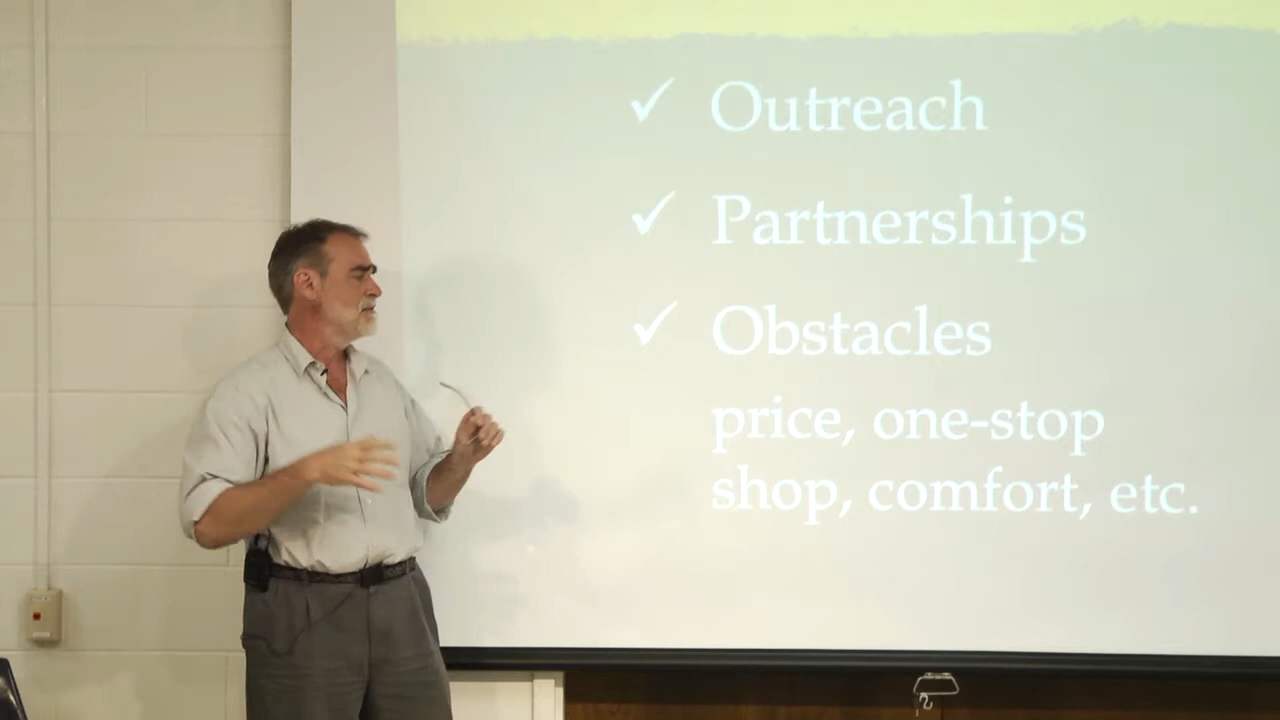 ✓ Outreach
✓ Partnerships
✓ Obstacles
price, one-stop
shop, comfort, etc.